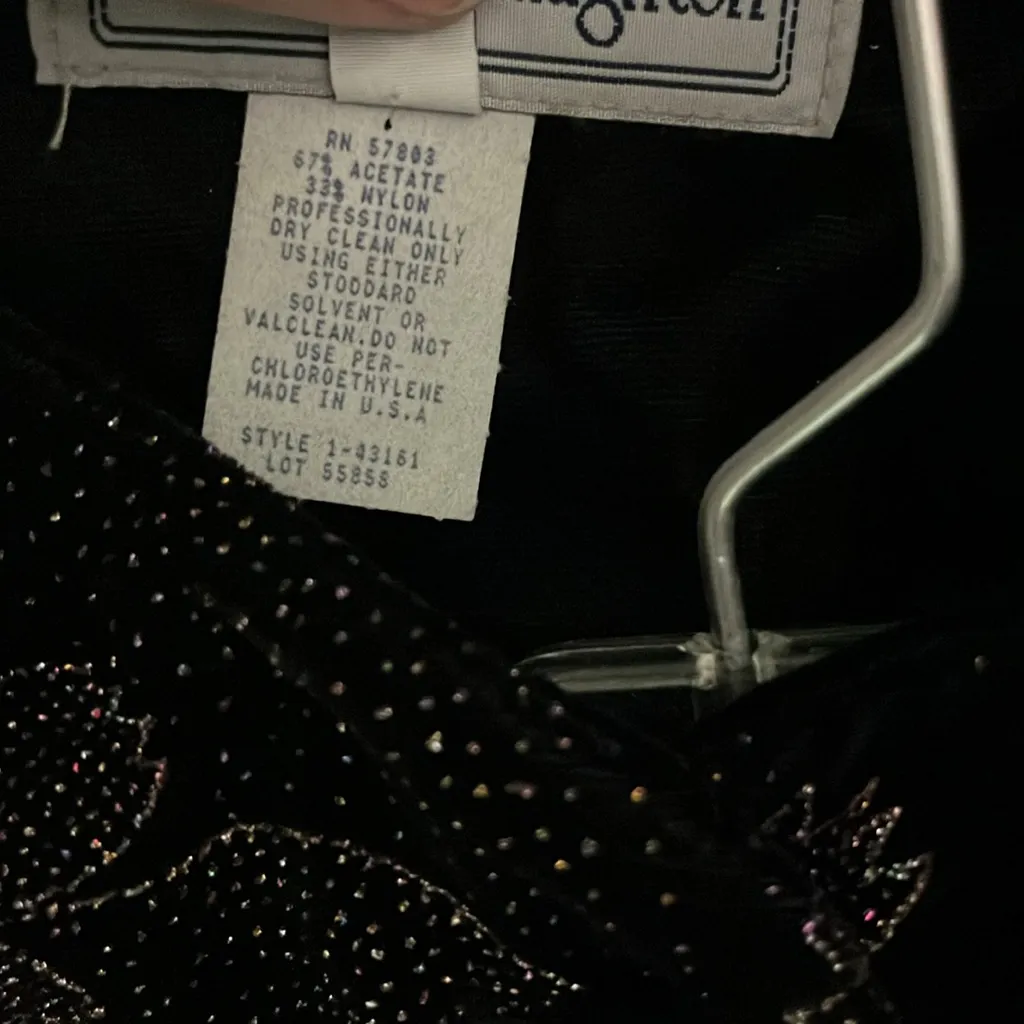 RN 57803
67% ACETATE
33% NYLON
PROFESSIONALLY
DRY CLEAN ONLY
USING EITHER
STODDARD
SOLVENT OR
VALCLEAN.DO NOT
USE PER-
CHLOROETHYLENE
MADE IN U.S.A
STYLE 1-43161
LOT 55858